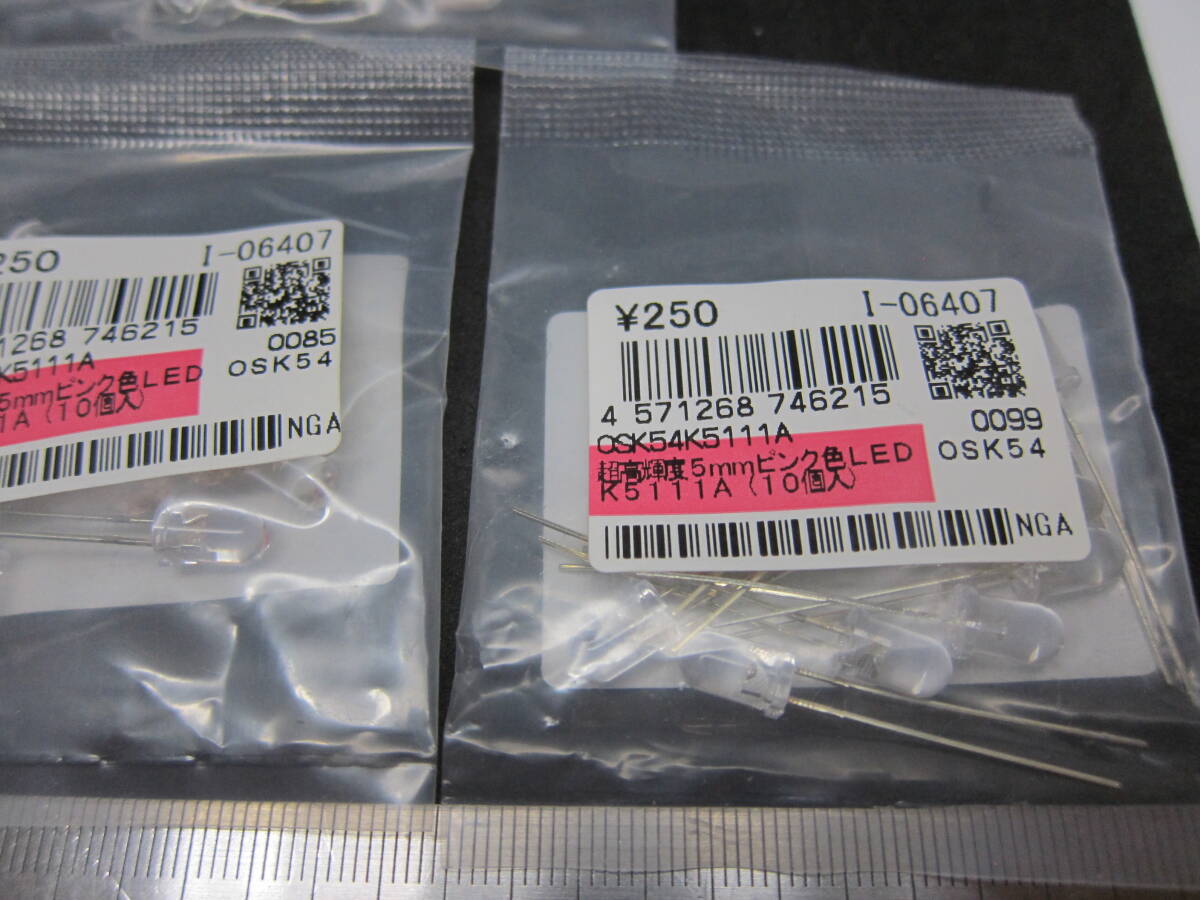 250
I-06407
1268 746215
0085
K5111A
OSK54
5mmピンク色LED
1A (10個入)
NGA
¥250
I-06407
4 571268 746215
0099
OSK54K5111A
OSK54
超高輝度5mmピンク色LED
K5111A (10個入)
NGA